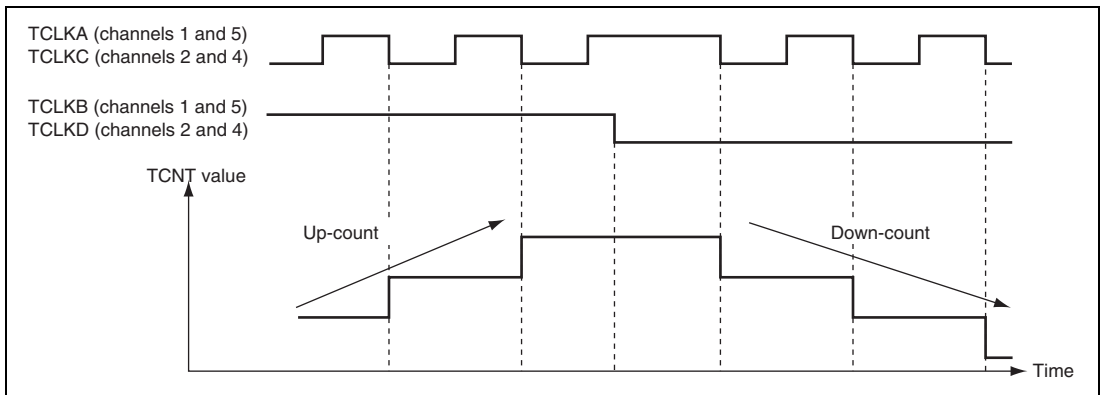 TCLKA (channels 1 and 5)
TCLKC (channels 2 and 4)
TCLKB (channels 1 and 5)
TCLKD (channels 2 and 4)
TCNT value
Up-count
Down-count
Time